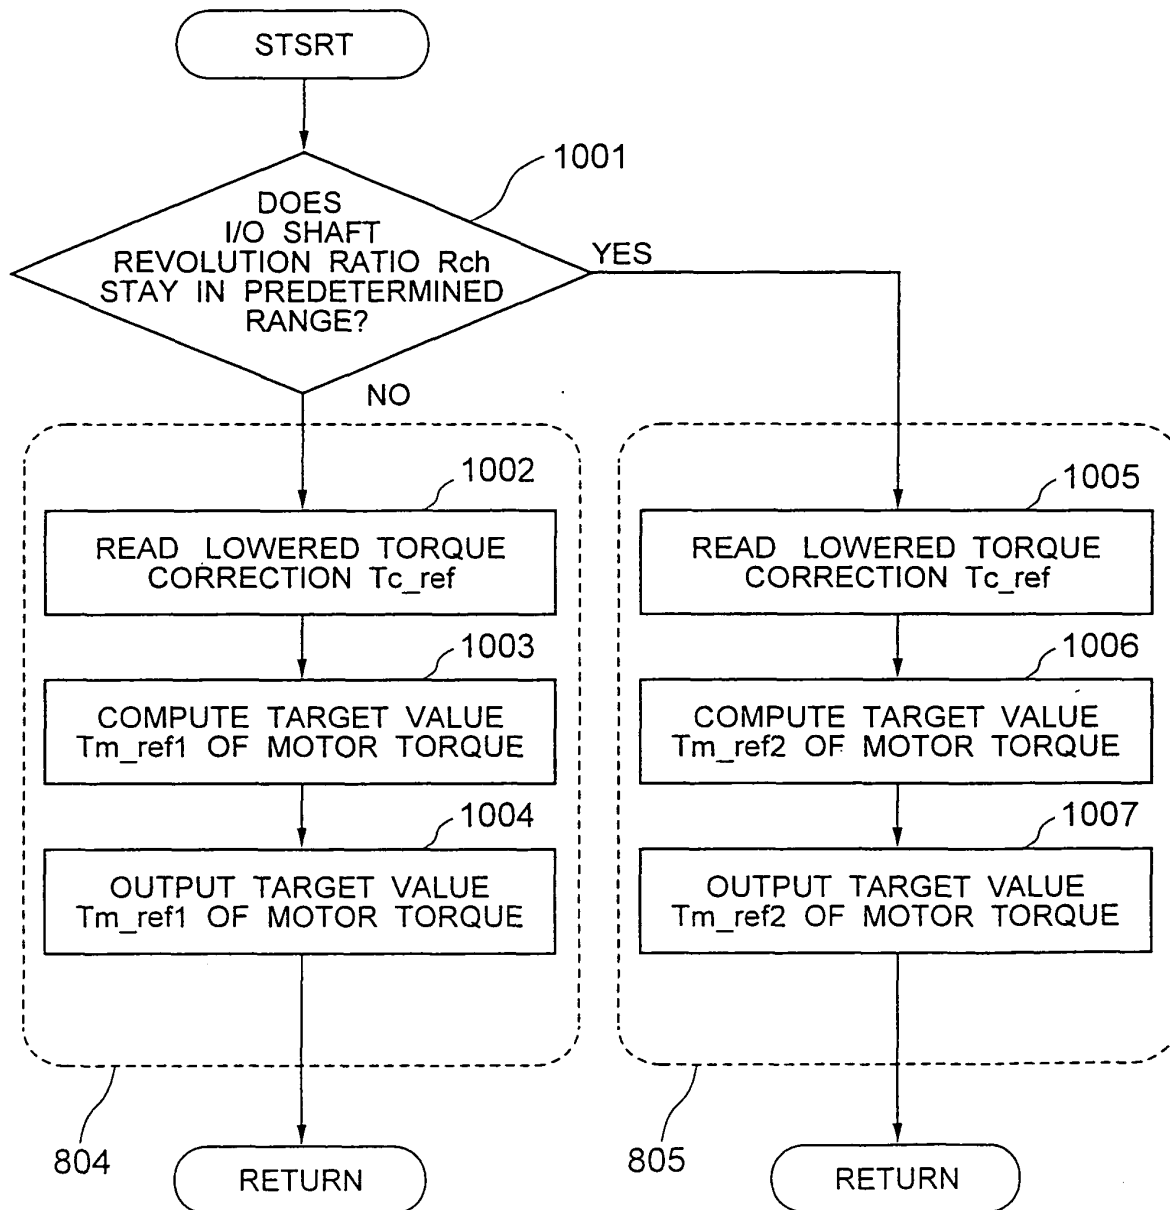 STSRT
1001
DOES
I/O SHAFT
REVOLUTION RATIO Rch
STAY IN PREDETERMINED
RANGE?
YES
NO
1002
READ LOWERED TORQUE
CORRECTION Tc_ref
1003
COMPUTE TARGET VALUE
Tm_ref1 OF MOTOR TORQUE
1004
OUTPUT TARGET VALUE
Tm_ref1 OF MOTOR TORQUE
804
RETURN
1005
READ LOWERED TORQUE
CORRECTION Tc_ref
1006
COMPUTE TARGET VALUE
Tm_ref2 OF MOTOR TORQUE
1007
OUTPUT TARGET VALUE
Tm_ref2 OF MOTOR TORQUE
805
RETURN